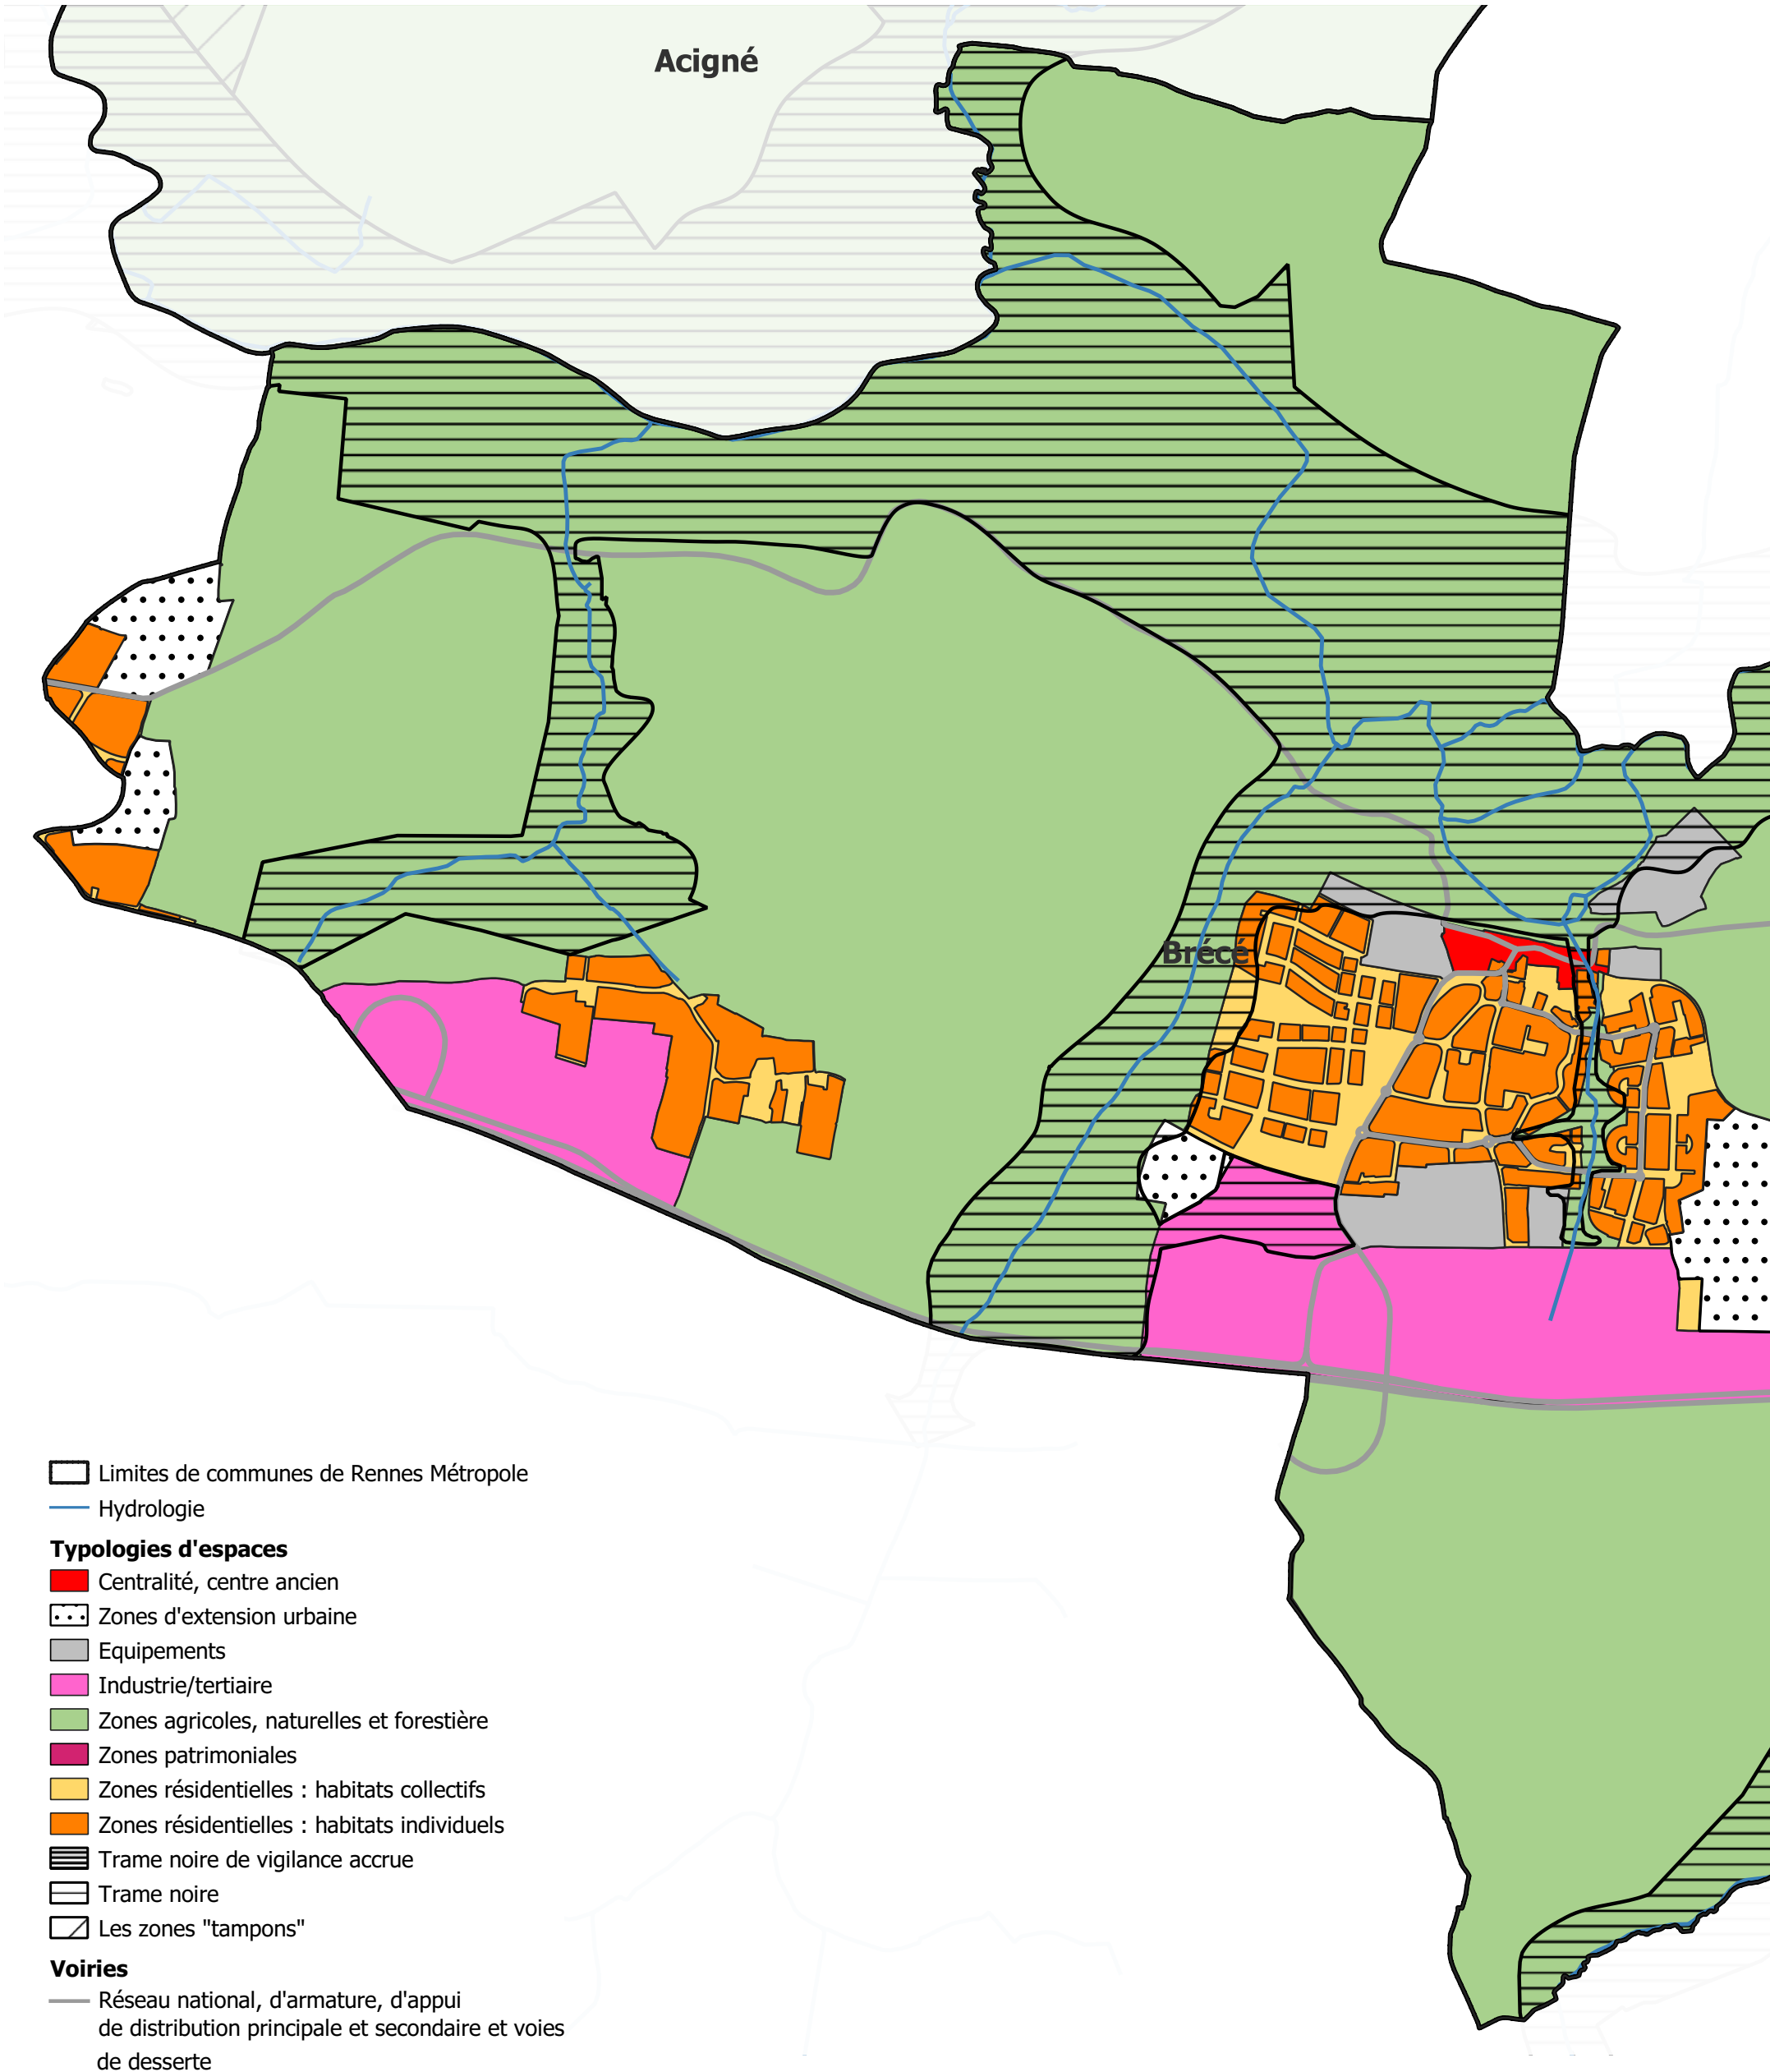 Acigné
Brécé
Limites de communes de Rennes Métropole
Hydrologie
Typologies d'espaces
Centralité, centre ancien
Zones d'extension urbaine
Equipements
Industrie/tertiaire
Zones agricoles, naturelles et forestière
Zones patrimoniales
Zones résidentielles : habitats collectifs
Zones résidentielles : habitats individuels
Trame noire de vigilance accrue
Trame noire
Les zones "tampons"
Voiries
Réseau national, d'armature, d'appui
de distribution principale et secondaire et voies
de desserte